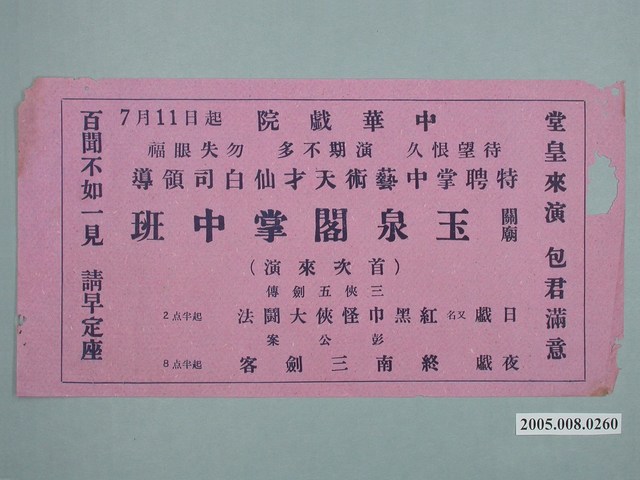 堂皇來演 包君滿意
中華戲院 7月11日起
待望恨久 演期不多 勿失眼福
特聘掌中藝術天才仙白司領導
關廟 玉泉閣掌中班
(首次來演)
三俠五劍傳
日戲 又名 紅黑巾怪俠大鬪法 2点半起
彭公案
夜戲 終南三劍客 8点半起
百聞不如一見 請早定座
2005.008.0260